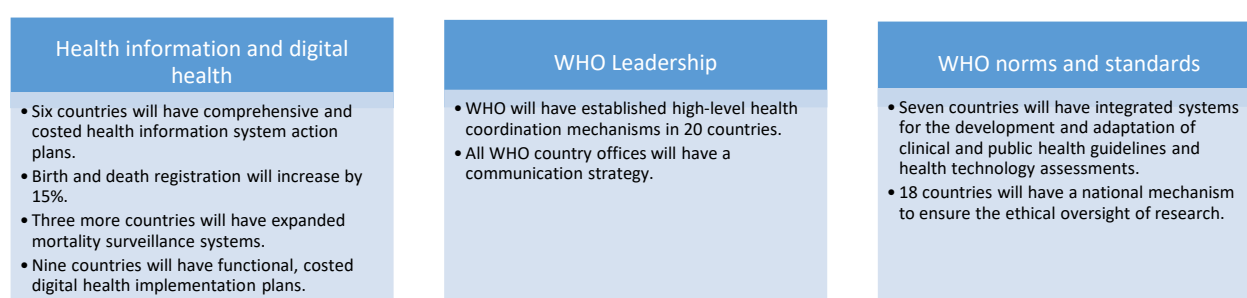 Health information and digital
health
• Six countries will have comprehensive and
costed health information system action
plans.
• Birth and death registration will increase by
15%.
• Three more countries will have expanded
mortality surveillance systems.
• Nine countries will have functional, costed
digital health implementation plans.
WHO Leadership
• WHO will have established high-level health
coordination mechanisms in 20 countries.
• All WHO country offices will have a
communication strategy.
WHO norms and standards
• Seven countries will have integrated systems
for the development and adaptation of
clinical and public health guidelines and
health technology assessments.
• 18 countries will have a national mechanism
to ensure the ethical oversight of research.